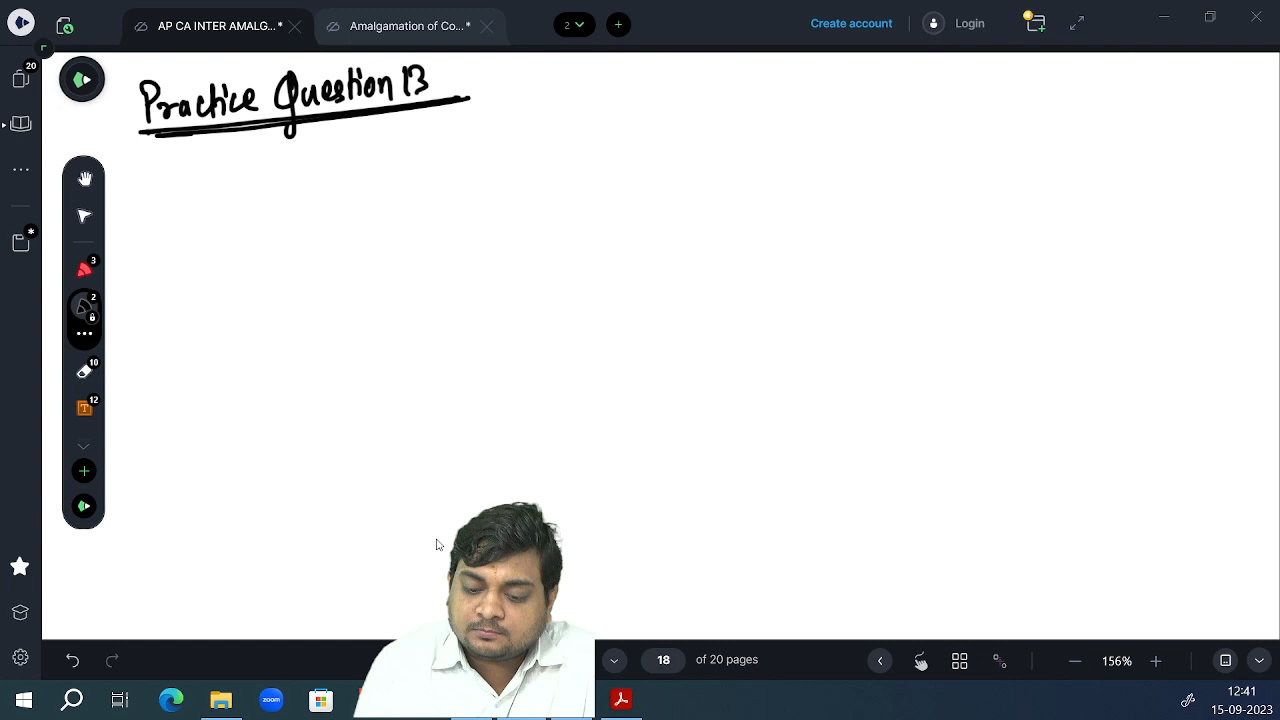 AP CA INTER AMALG...*
Amalgamation of Co...*
2
Create account
Login
20
Practice Question 13
3
2
10
12
T
18
of 20 pages
156%
zoom
12:41
15-09-2023